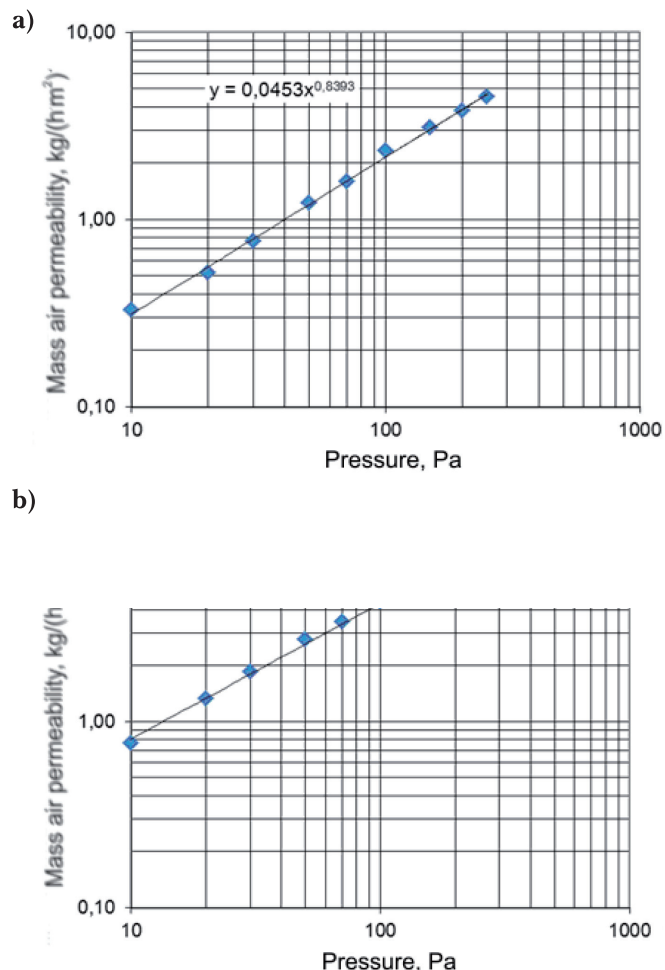 a)
Mass air permeability, kg/(h m²)
10,00
y = 0,0453x^0,8393
1,00
0,10
10
100
1000
Pressure, Pa
b)
Mass air permeability, kg/(h
1,00
0,10
10
100
1000
Pressure, Pa